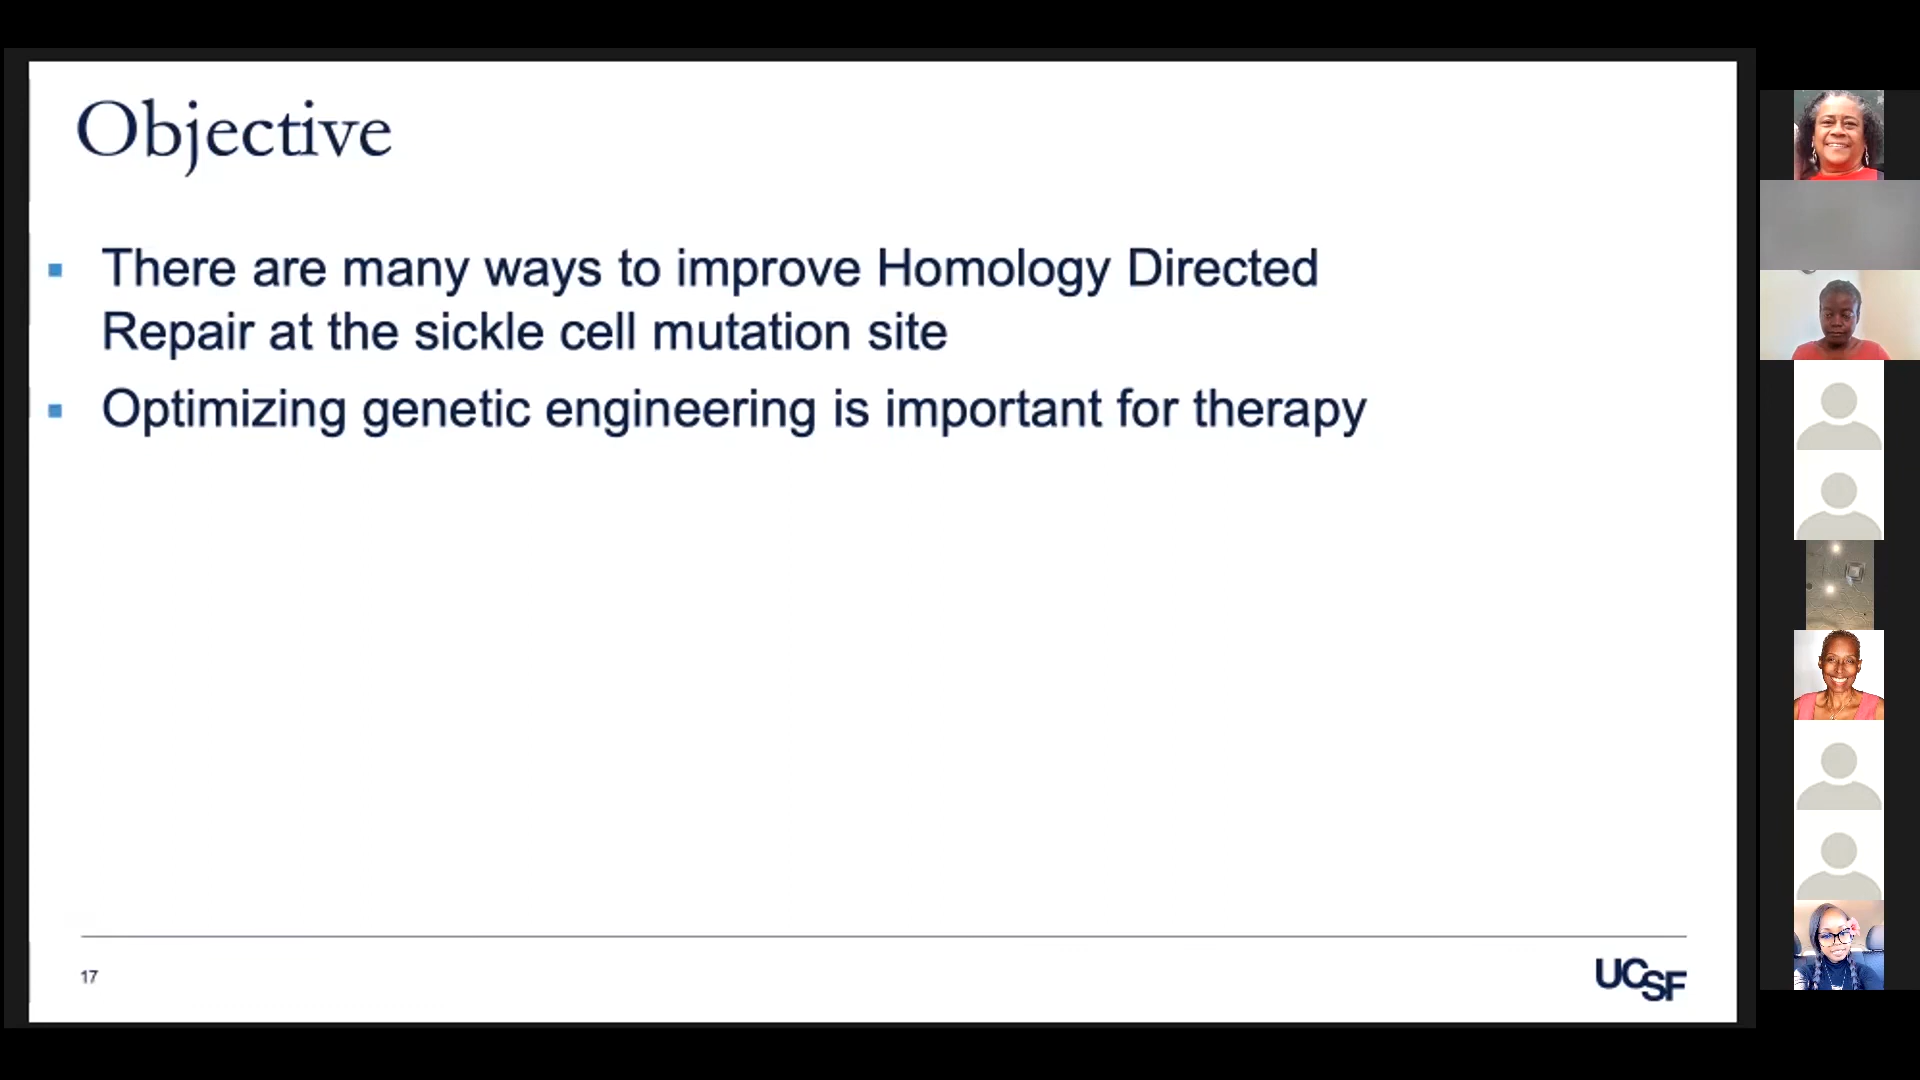 Objective
There are many ways to improve Homology Directed
Repair at the sickle cell mutation site
Optimizing genetic engineering is important for therapy
17
UCSF